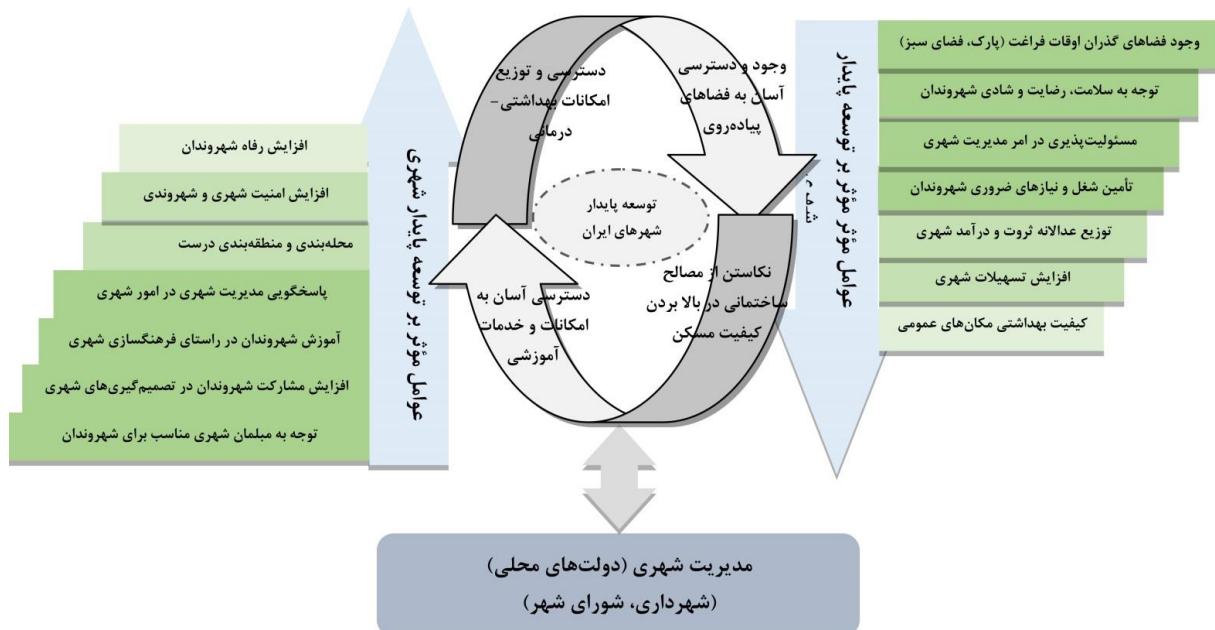 وجود فضاهای گذران اوقات فراغت (پارک، فضای سبز)
توجه به سلامت، رضایت و شادی شهروندان
مسئولیت‌پذیری در امر مدیریت شهری
تأمین شغل و نیازهای ضروری شهروندان
توزیع عدالانه ثروت و درآمد شهری
افزایش تسهیلات شهری
کیفیت بهداشتی مکان‌های عمومی
عوامل مؤثر بر توسعه پایدار
وجود و دسترسی
آسان به فضاهای
پیاده‌روی
دسترسی و توزیع
امکانات بهداشتی-
درمانی
توسعه پایدار
شهرهای ایران
نکاستن از مصالح
ساختمانی در بالا بردن
کیفیت مسکن
دسترسی آسان به
امکانات و خدمات
آموزشی
عوامل مؤثر بر توسعه پایدار شهری
افزایش رفاه شهروندان
افزایش امنیت شهری و شهروندی
محله‌بندی و منطقه‌بندی درست
پاسخگویی مدیریت شهری در امور شهری
آموزش شهروندان در راستای فرهنگسازی شهری
افزایش مشارکت شهروندان در تصمیم‌گیری‌های شهری
توجه به مبلمان شهری مناسب برای شهروندان
مدیریت شهری (دولت‌های محلی)
(شهرداری، شورای شهر)